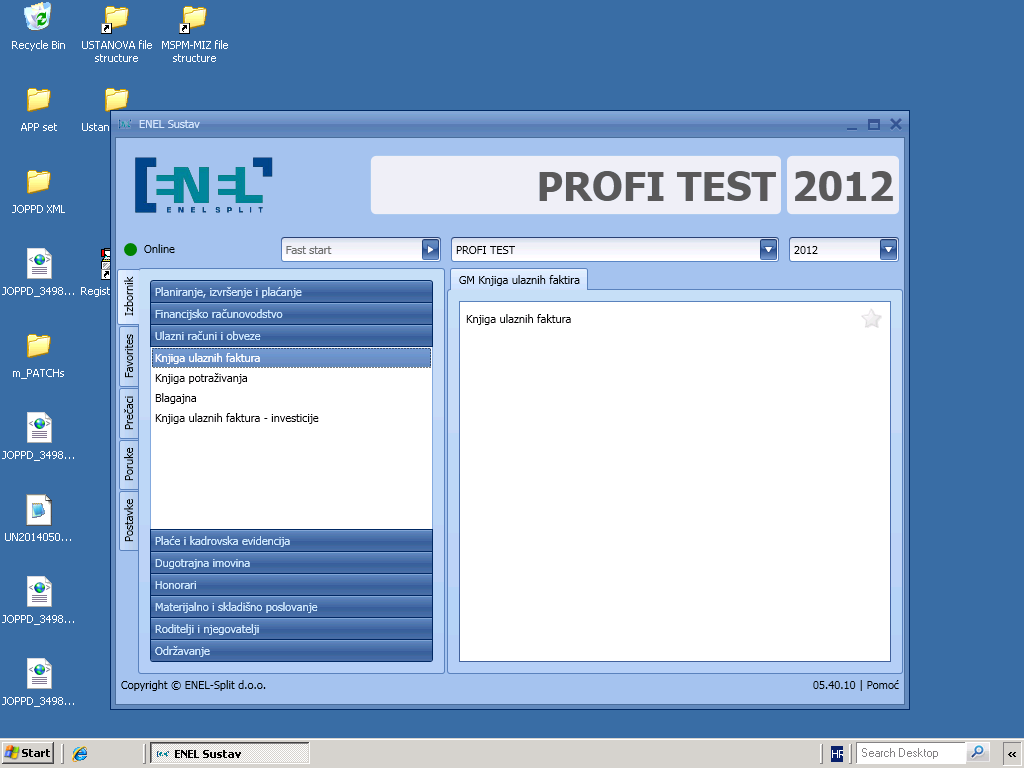 Recycle Bin
USTANOVA file structure
MSPM-MIZ file structure
APP set
Ustan
JOPPD XML
JOPPD_3498...
Regist
m_PATCHs
JOPPD_3498...
UN2014050...
JOPPD_3498...
JOPPD_3498...
ENEL Sustav
ENEL
ENEL SPLIT
PROFI TEST
2012
Online
Fast start
PROFI TEST
2012
Izbornik
Favorites
Prečaci
Poruke
Postavke
Planiranje, izvršenje i plaćanje
Financijsko računovodstvo
Ulazni računi i obveze
Knjiga ulaznih faktura
Knjiga potraživanja
Blagajna
Knjiga ulaznih faktura - investicije
Plaće i kadrovska evidencija
Dugotrajna imovina
Honorari
Materijalno i skladišno poslovanje
Roditelji i njegovatelji
Održavanje
GM Knjiga ulaznih faktira
Knjiga ulaznih faktura
Copyright © ENEL-Split d.o.o.
05.40.10 | Pomoć
Start
ENEL Sustav
HR
Search Desktop